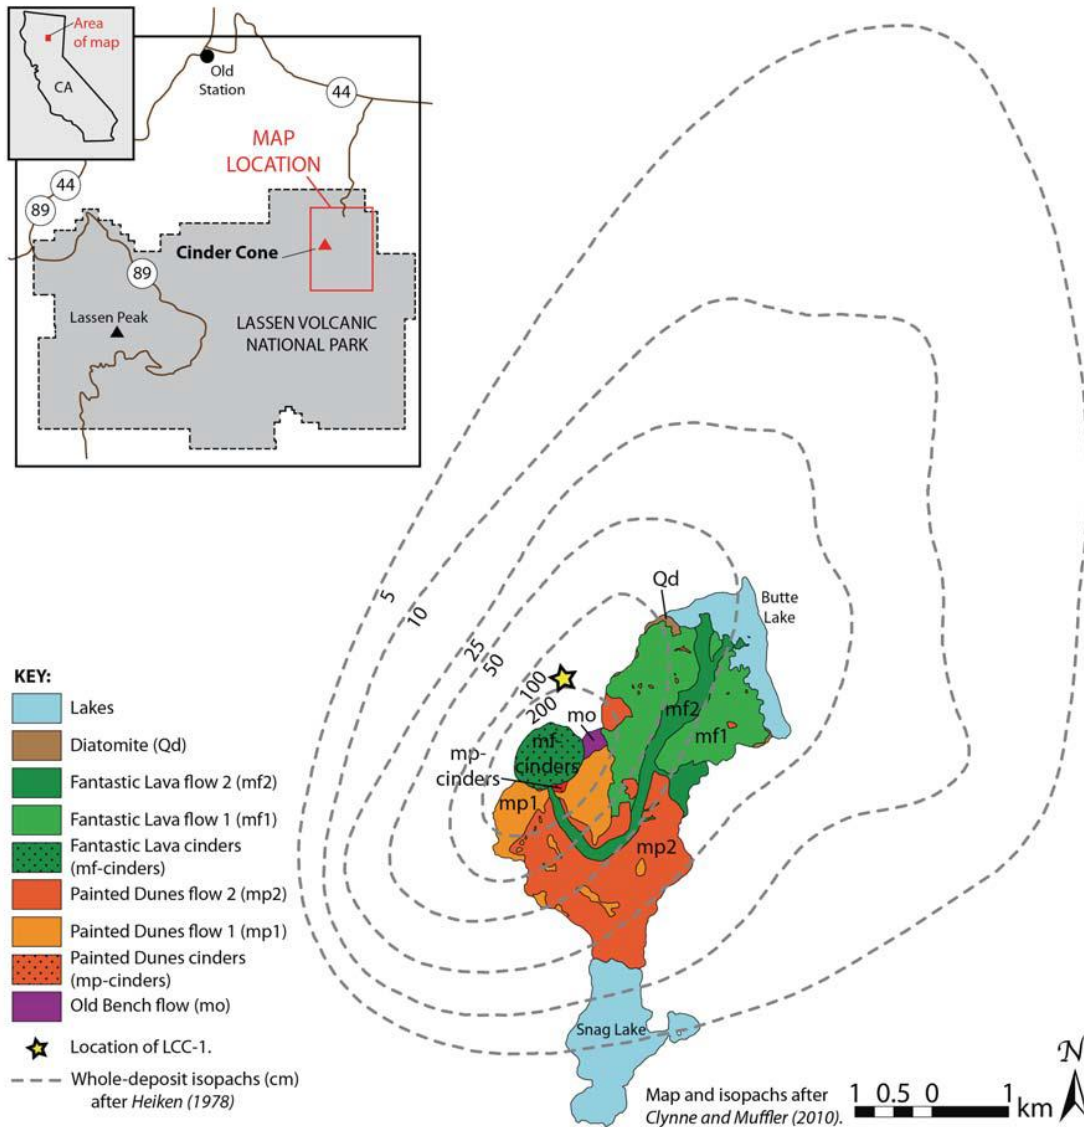 Area
of map
CA
Old
Station
44
MAP
LOCATION
44
89
Cinder Cone
89
Lassen Peak
LASSEN VOLCANIC
NATIONAL PARK
5
10
25
50
100
200
Qd
Butte
Lake
mo
mf2
mf1
mf-
cinders
mp-
cinders
mp1
mp2
Snag Lake
KEY:
Lakes
Diatomite (Qd)
Fantastic Lava flow 2 (mf2)
Fantastic Lava flow 1 (mf1)
Fantastic Lava cinders
(mf-cinders)
Painted Dunes flow 2 (mp2)
Painted Dunes flow 1 (mp1)
Painted Dunes cinders
(mp-cinders)
Old Bench flow (mo)
Location of LCC-1.
Whole-deposit isopachs (cm)
after Heiken (1978)
Map and isopachs after
Clynne and Muffler (2010).
1 0.5 0 1
km
N